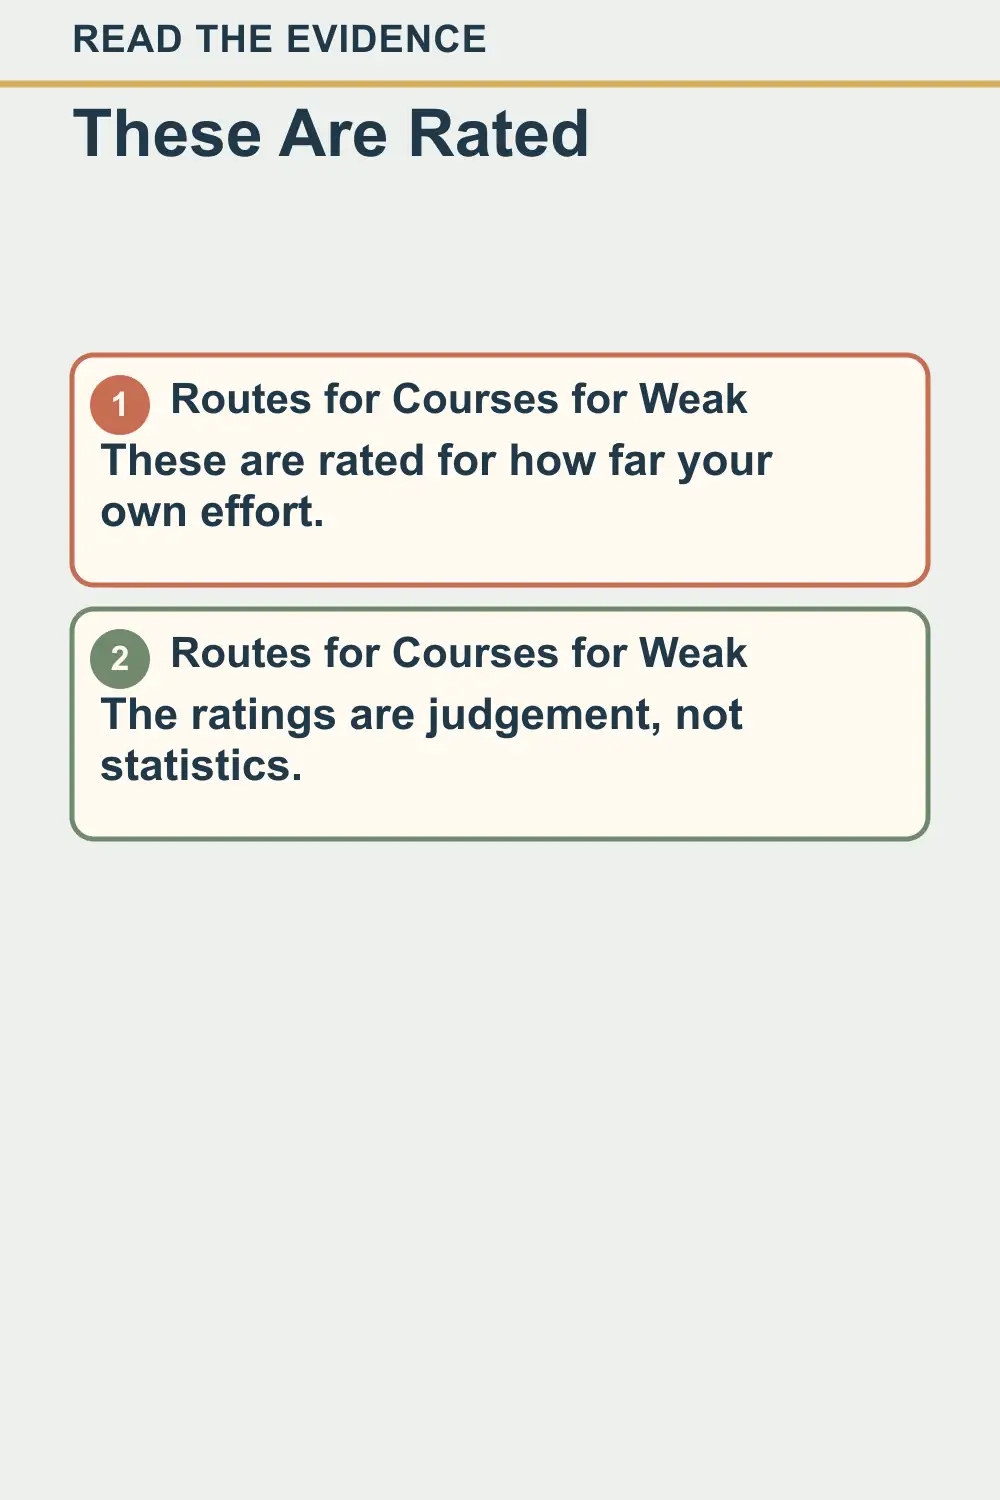 READ THE EVIDENCE
These Are Rated
1 Routes for Courses for Weak
These are rated for how far your
own effort.
2 Routes for Courses for Weak
The ratings are judgement, not
statistics.